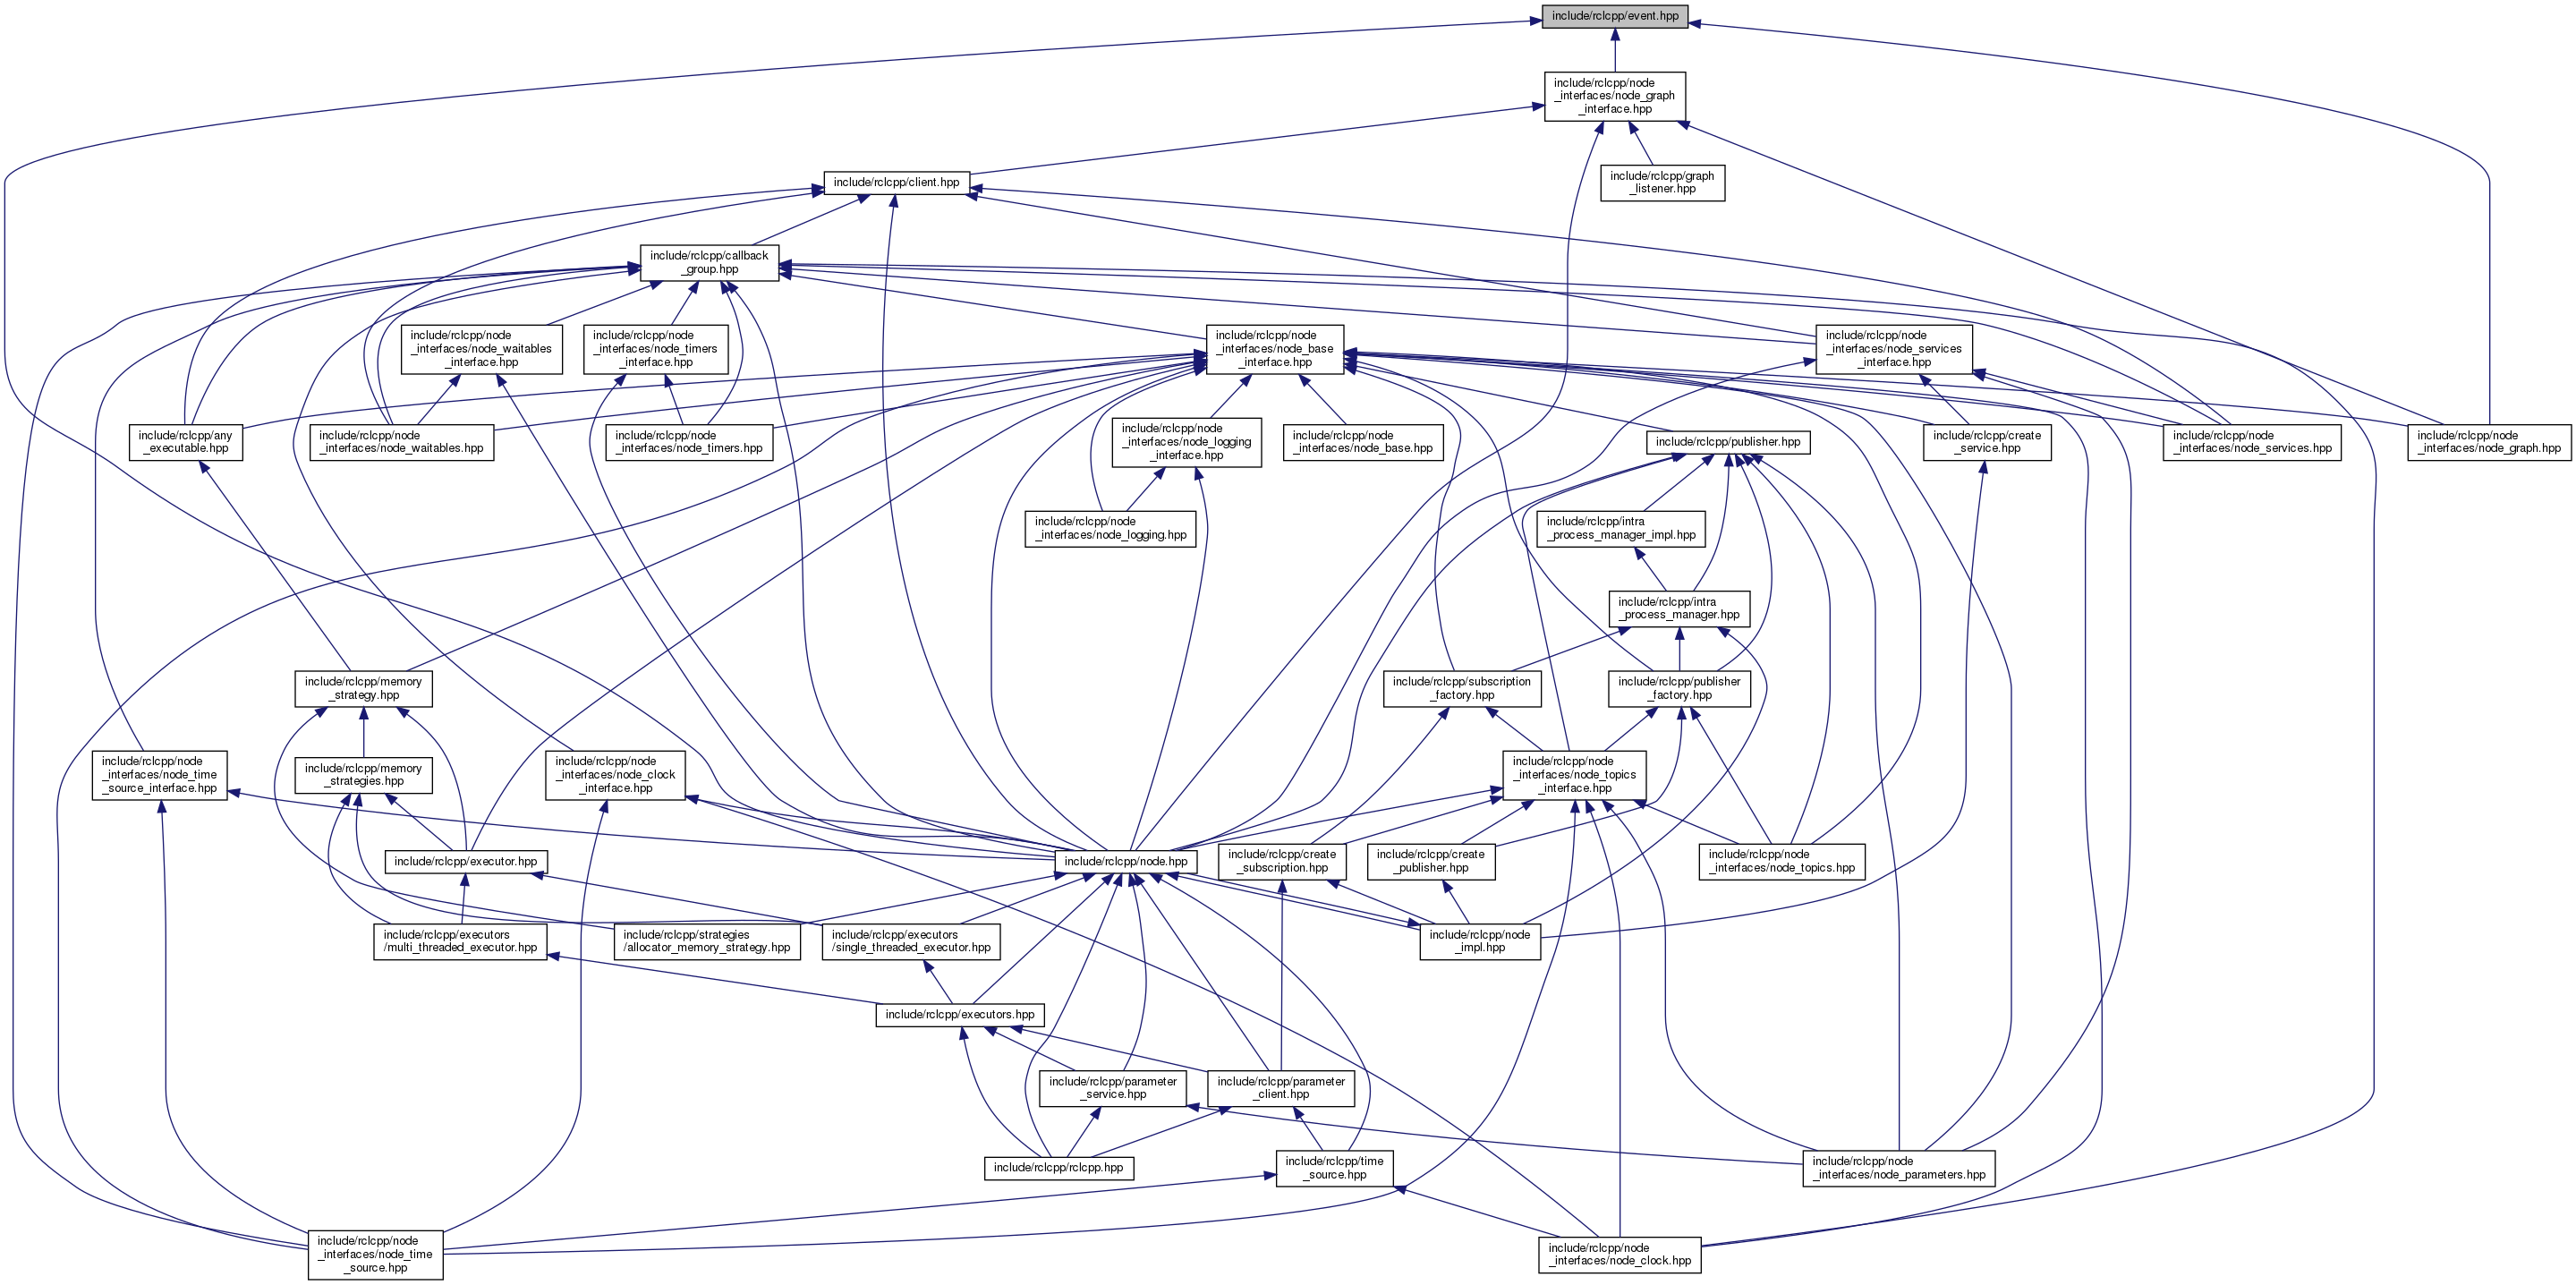 include/rclcpp/event.hpp
include/rclcpp/node
_interfaces/node_graph
_interface.hpp
include/rclcpp/graph
_listener.hpp
include/rclcpp/client.hpp
include/rclcpp/callback
_group.hpp
include/rclcpp/node
_interfaces/node_waitables
_interface.hpp
include/rclcpp/node
_interfaces/node_timers
_interface.hpp
include/rclcpp/node
_interfaces/node_base
_interface.hpp
include/rclcpp/node
_interfaces/node_services
_interface.hpp
include/rclcpp/any
_executable.hpp
include/rclcpp/node
_interfaces/node_waitables.hpp
include/rclcpp/node
_interfaces/node_timers.hpp
include/rclcpp/node
_interfaces/node_logging
_interface.hpp
include/rclcpp/node
_interfaces/node_base.hpp
include/rclcpp/publisher.hpp
include/rclcpp/create
_service.hpp
include/rclcpp/node
_interfaces/node_services.hpp
include/rclcpp/node
_interfaces/node_graph.hpp
include/rclcpp/node
_interfaces/node_logging.hpp
include/rclcpp/intra
_process_manager_impl.hpp
include/rclcpp/intra
_process_manager.hpp
include/rclcpp/memory
_strategy.hpp
include/rclcpp/subscription
_factory.hpp
include/rclcpp/publisher
_factory.hpp
include/rclcpp/node
_interfaces/node_time
_source_interface.hpp
include/rclcpp/memory
_strategies.hpp
include/rclcpp/node
_interfaces/node_clock
_interface.hpp
include/rclcpp/node
_interfaces/node_topics
_interface.hpp
include/rclcpp/executor.hpp
include/rclcpp/node.hpp
include/rclcpp/create
_subscription.hpp
include/rclcpp/create
_publisher.hpp
include/rclcpp/node
_interfaces/node_topics.hpp
include/rclcpp/executors
/multi_threaded_executor.hpp
include/rclcpp/strategies
/allocator_memory_strategy.hpp
include/rclcpp/executors
/single_threaded_executor.hpp
include/rclcpp/node
_impl.hpp
include/rclcpp/executors.hpp
include/rclcpp/parameter
_service.hpp
include/rclcpp/parameter
_client.hpp
include/rclcpp/rclcpp.hpp
include/rclcpp/time
_source.hpp
include/rclcpp/node
_interfaces/node_parameters.hpp
include/rclcpp/node
_interfaces/node_time
_source.hpp
include/rclcpp/node
_interfaces/node_clock.hpp